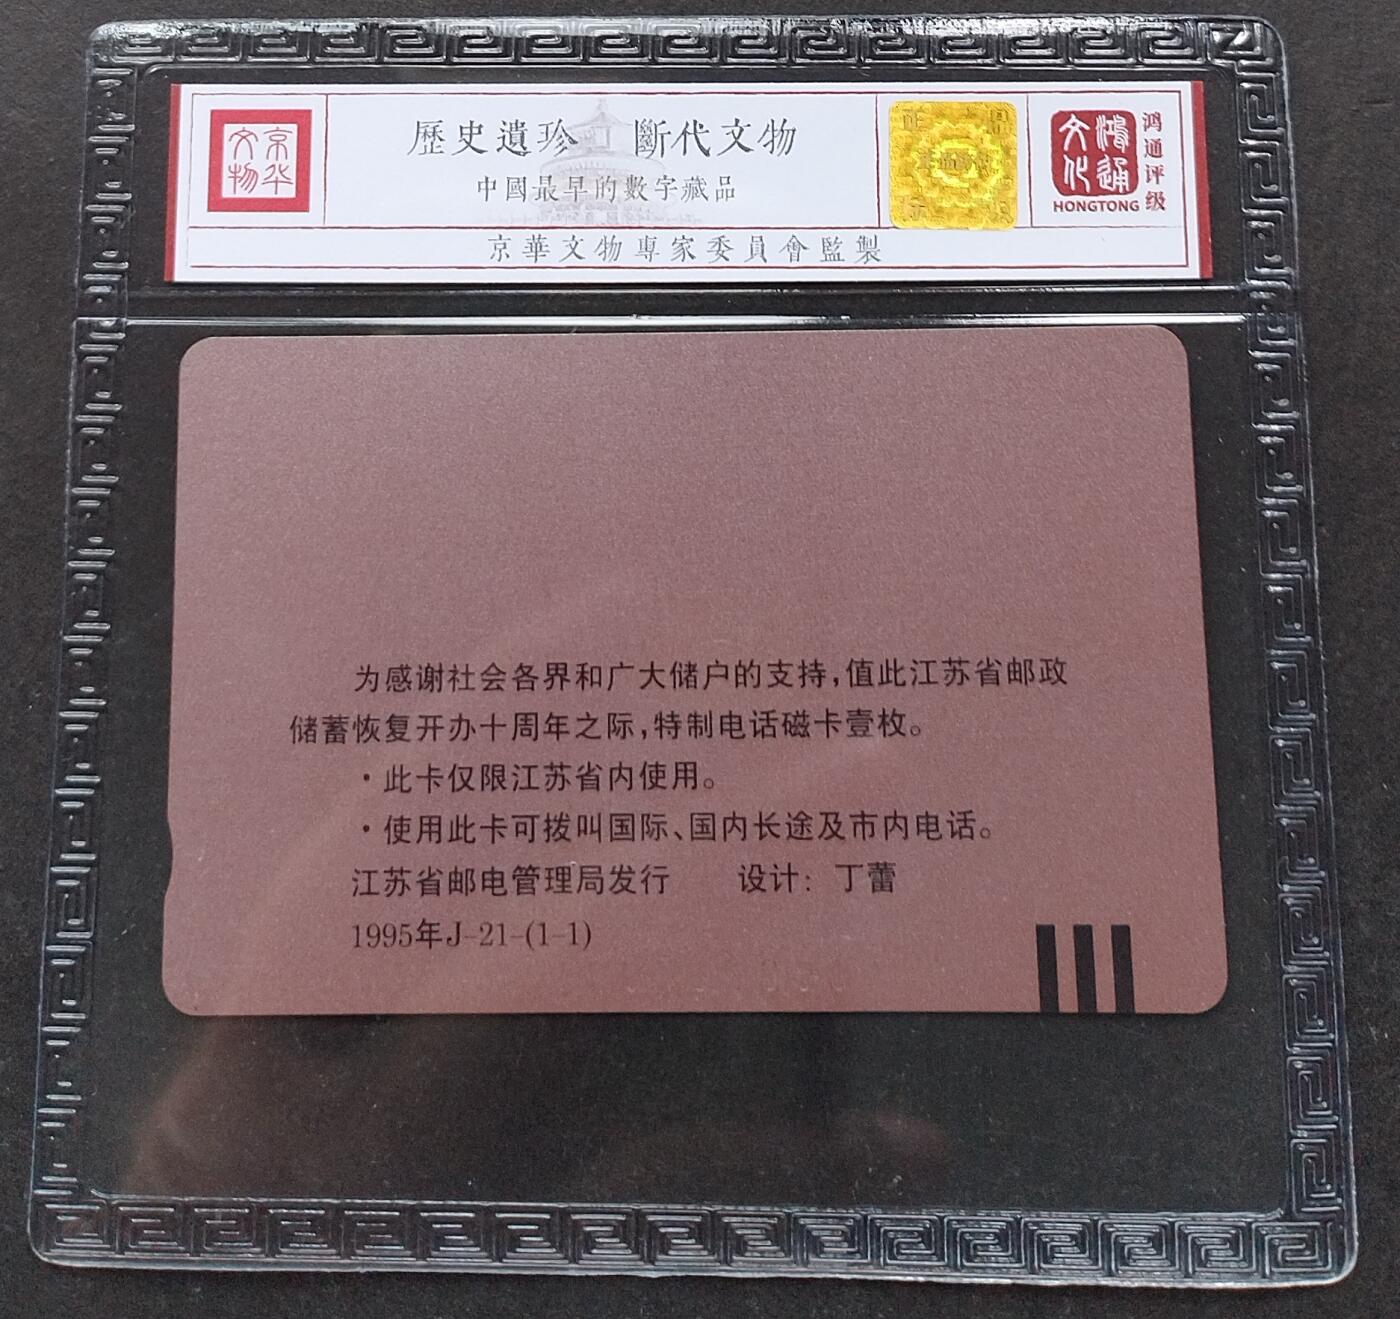 京华文物
歷史遺珍 斷代文物
中國最早的數字藏品
鴻通文化
HONGTONG
鸿通评级
京華文物專家委員會監製
为感谢社会各界和广大储户的支持,值此江苏省邮政
储蓄恢复开办十周年之际,特制电话磁卡壹枚。
·此卡仅限江苏省内使用。
·使用此卡可拨叫国际、国内长途及市内电话。
江苏省邮电管理局发行 设计: 丁蕾
1995年J-21-(1-1)